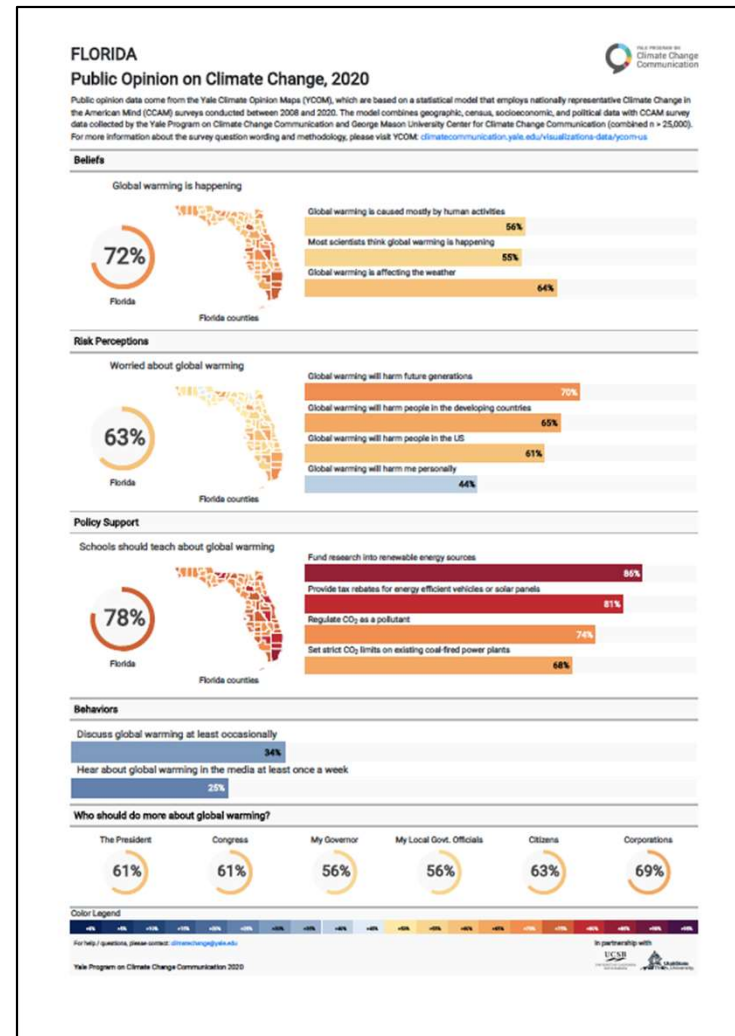 FLORIDA
Public Opinion on Climate Change, 2020
YALE PROGRAM ON
Climate Change
Communication
Public opinion data come from the Yale Climate Opinion Maps (YCOM), which are based on a statistical model that employs nationally representative Climate Change in
the American Mind (CCAM) surveys conducted between 2008 and 2020. The model combines geographic, census, socioeconomic, and political data with CCAM survey
data collected by the Yale Program on Climate Change Communication and George Mason University Center for Climate Change Communication (combined n > 25,000).
For more information about the survey question wording and methodology, please visit YCOM: climatecommunication.yale.edu/visualizations-data/ycom-us
Beliefs
Global warming is happening
72%
Florida
Florida counties
Global warming is caused mostly by human activities
56%
Most scientists think global warming is happening
55%
Global warming is affecting the weather
64%
Risk Perceptions
Worried about global warming
63%
Florida
Florida counties
Global warming will harm future generations
70%
Global warming will harm people in the developing countries
65%
Global warming will harm people in the US
61%
Global warming will harm me personally
44%
Policy Support
Schools should teach about global warming
78%
Florida
Florida counties
Fund research into renewable energy sources
86%
Provide tax rebates for energy efficient vehicles or solar panels
81%
Regulate CO₂ as a pollutant
74%
Set strict CO₂ limits on existing coal-fired power plants
68%
Behaviors
Discuss global warming at least occasionally
34%
Hear about global warming in the media at least once a week
25%
Who should do more about global warming?
The President Congress My Governor My Local Govt. Officials Citizens Corporations
61% 61% 56% 56% 63% 69%
Color Legend
For help / questions, please contact: climatechange@yale.edu
In partnership with
UCSB
Yale Program on Climate Change Communication 2020
UtahState
University